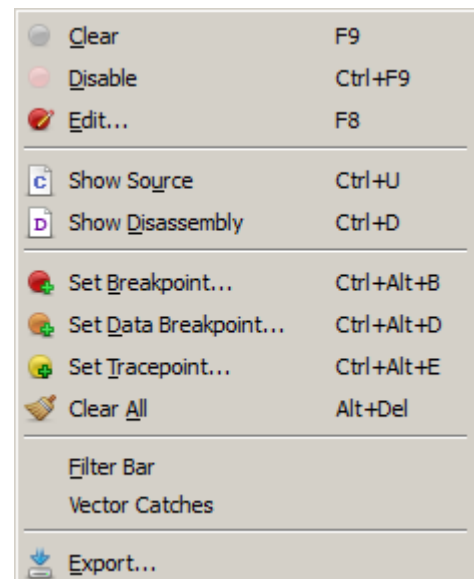 Clear F9
Disable Ctrl+F9
Edit... F8
C Show Source Ctrl+U
D Show Disassembly Ctrl+D
Set Breakpoint... Ctrl+Alt+B
Set Data Breakpoint... Ctrl+Alt+D
Set Tracepoint... Ctrl+Alt+E
Clear All Alt+Del
Filter Bar
Vector Catches
Export...